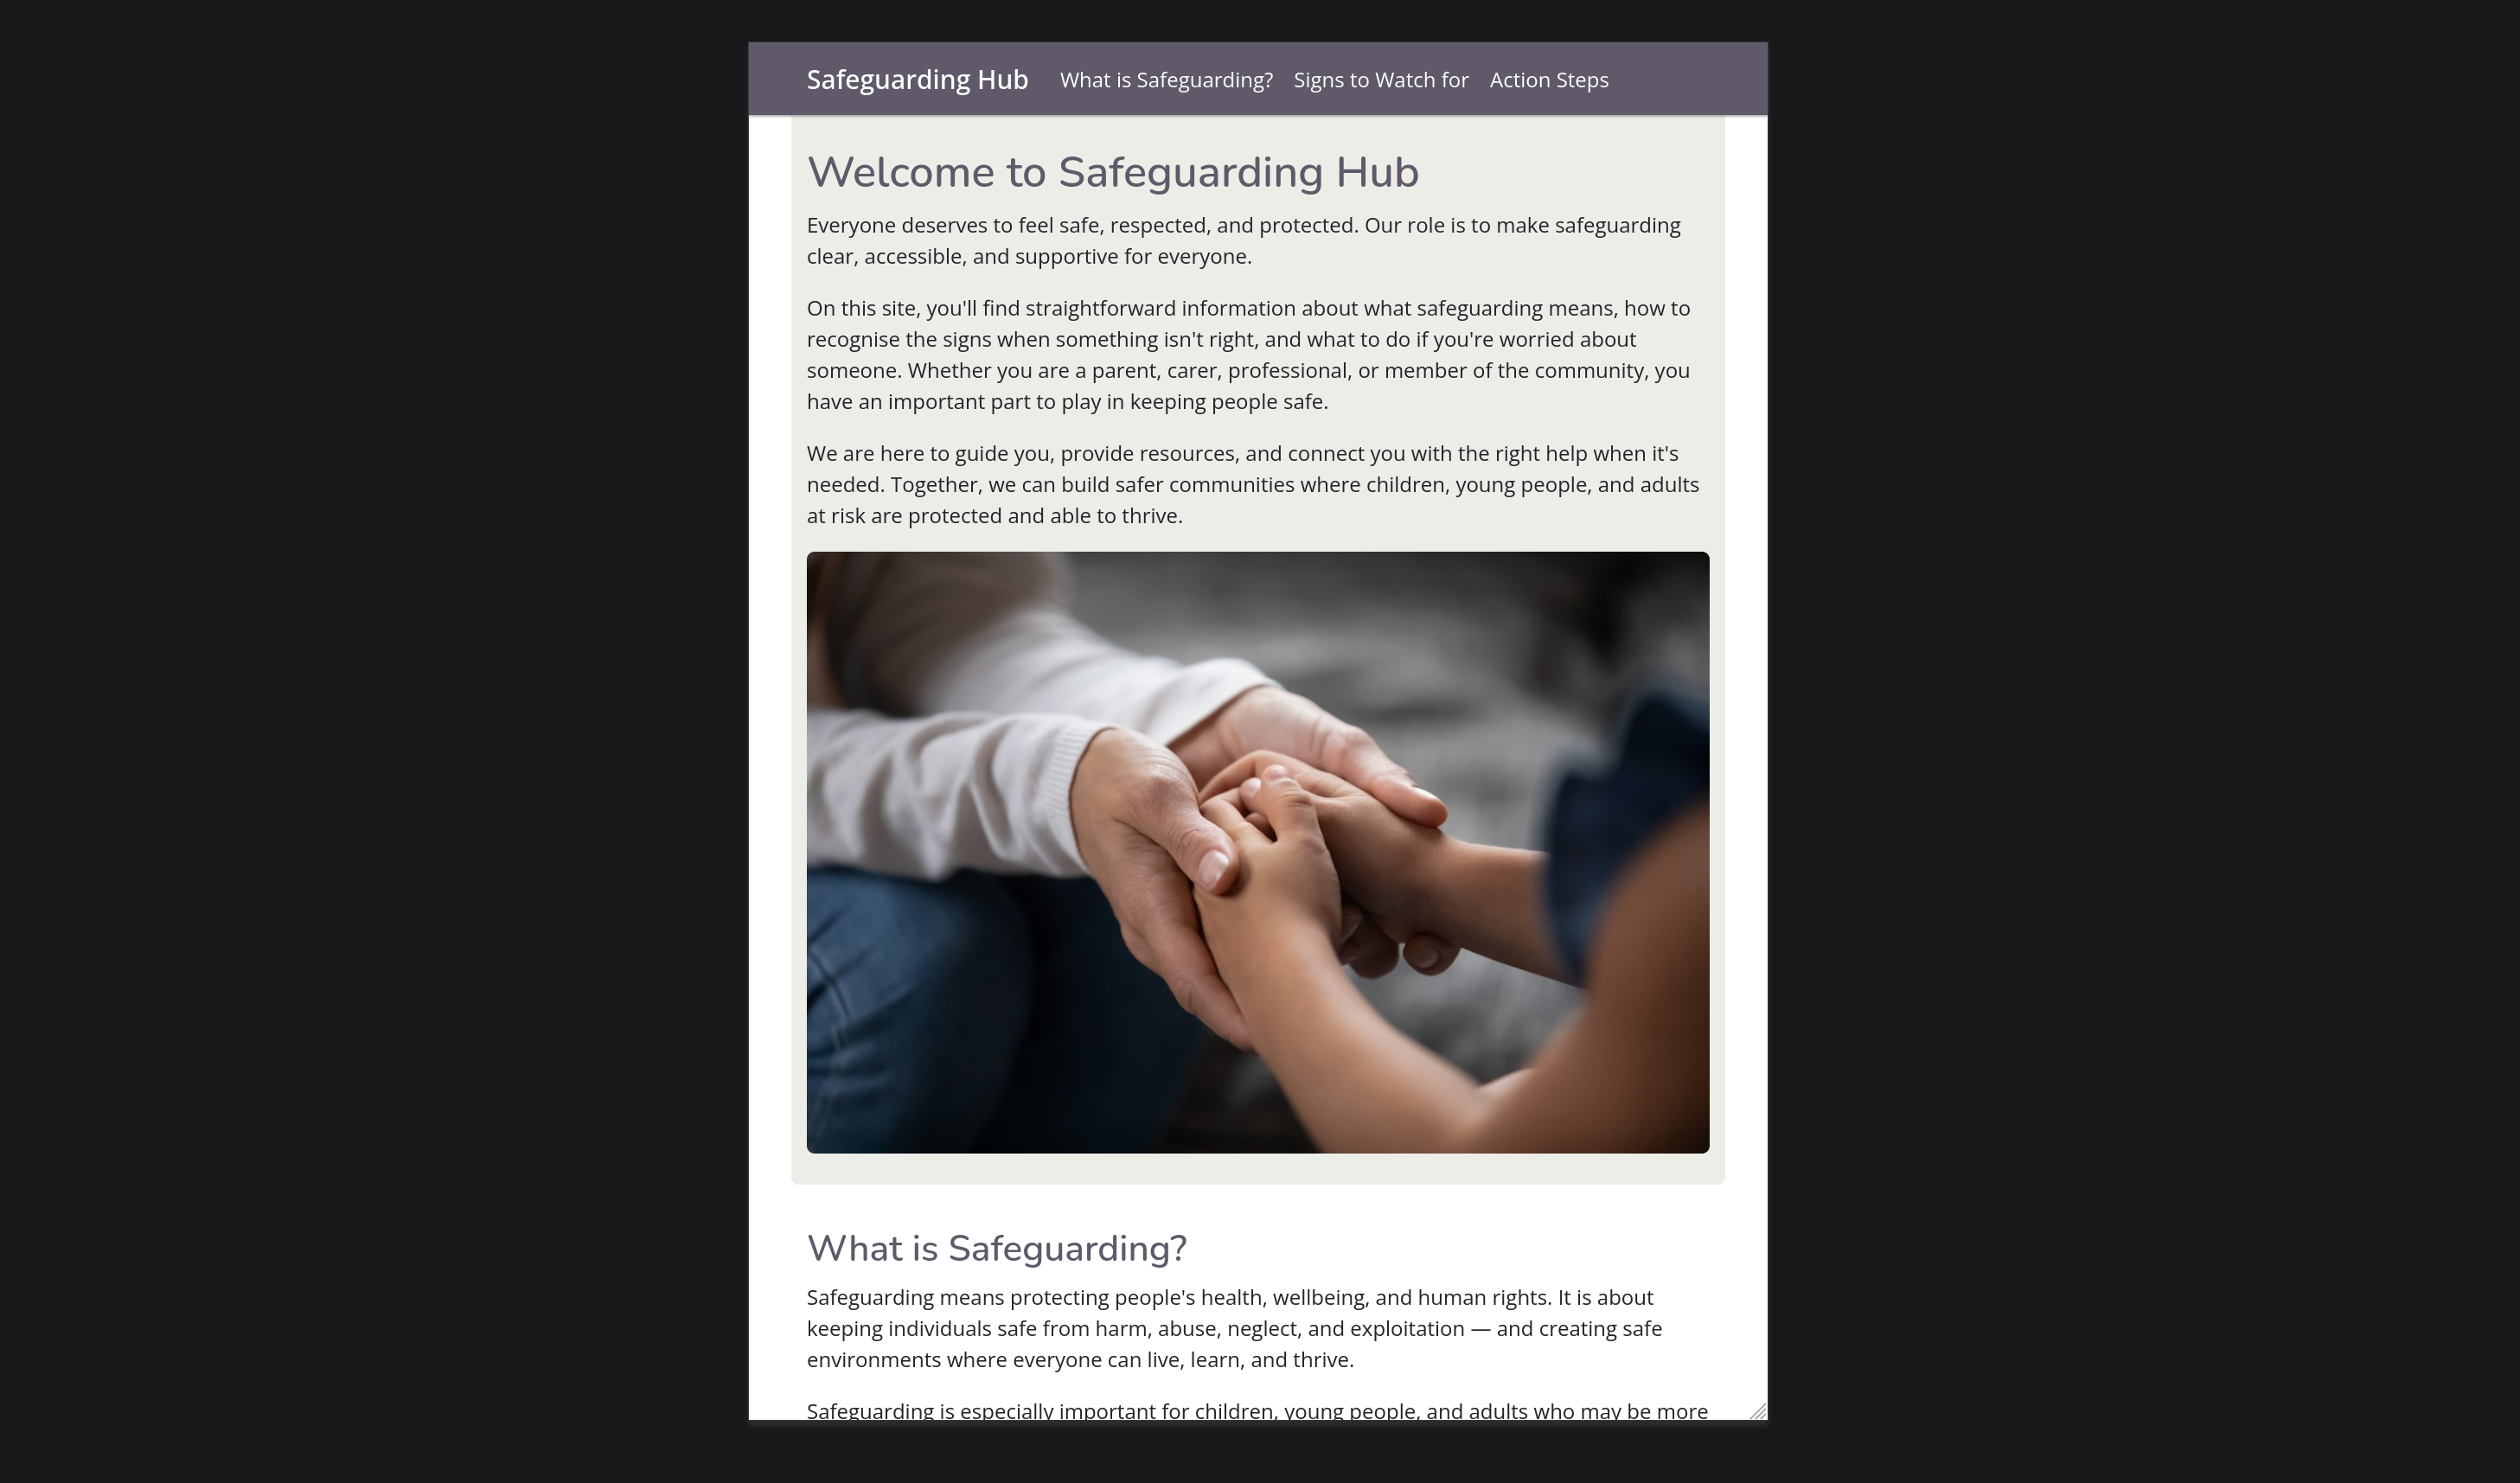 Safeguarding Hub What is Safeguarding? Signs to Watch for Action Steps
Welcome to Safeguarding Hub
Everyone deserves to feel safe, respected, and protected. Our role is to make safeguarding
clear, accessible, and supportive for everyone.
On this site, you'll find straightforward information about what safeguarding means, how to
recognise the signs when something isn't right, and what to do if you're worried about
someone. Whether you are a parent, carer, professional, or member of the community, you
have an important part to play in keeping people safe.
We are here to guide you, provide resources, and connect you with the right help when it's
needed. Together, we can build safer communities where children, young people, and adults
at risk are protected and able to thrive.
What is Safeguarding?
Safeguarding means protecting people's health, wellbeing, and human rights. It is about
keeping individuals safe from harm, abuse, neglect, and exploitation — and creating safe
environments where everyone can live, learn, and thrive.
Safeguarding is especially important for children, young people, and adults who may be more